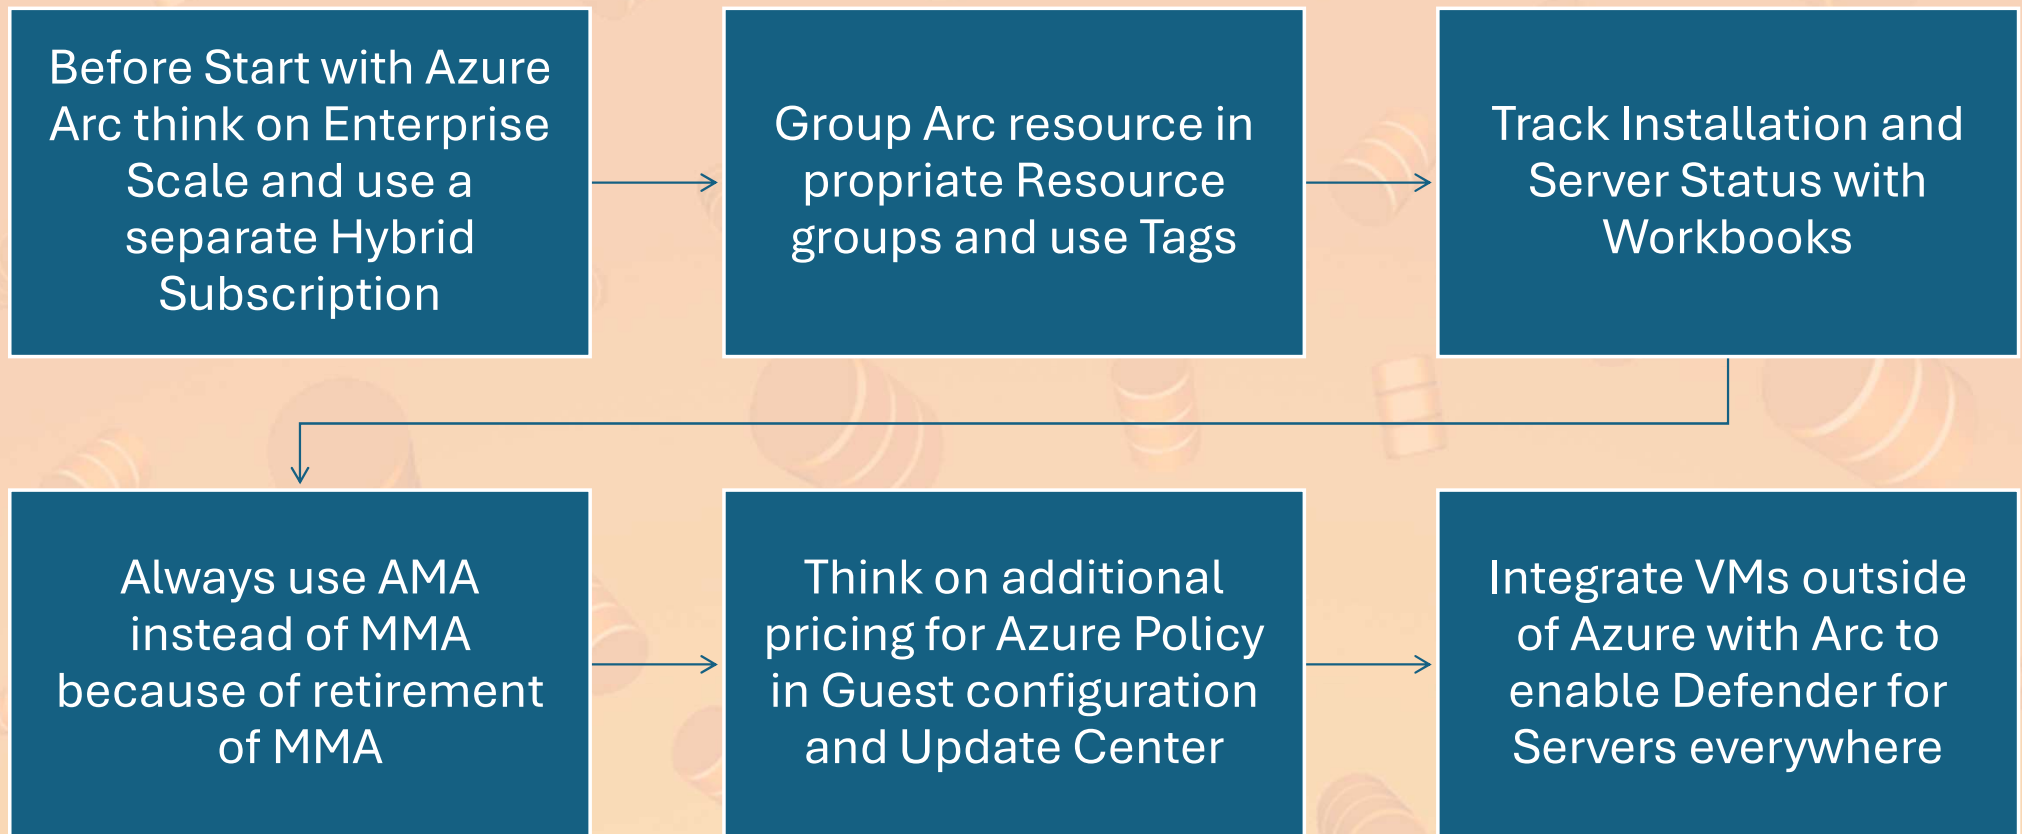 Before Start with Azure
Arc think on Enterprise
Scale and use a
separate Hybrid
Subscription
Group Arc resource in
propriate Resource
groups and use Tags
Track Installation and
Server Status with
Workbooks
Always use AMA
instead of MMA
because of retirement
of MMA
Think on additional
pricing for Azure Policy
in Guest configuration
and Update Center
Integrate VMs outside
of Azure with Arc to
enable Defender for
Servers everywhere